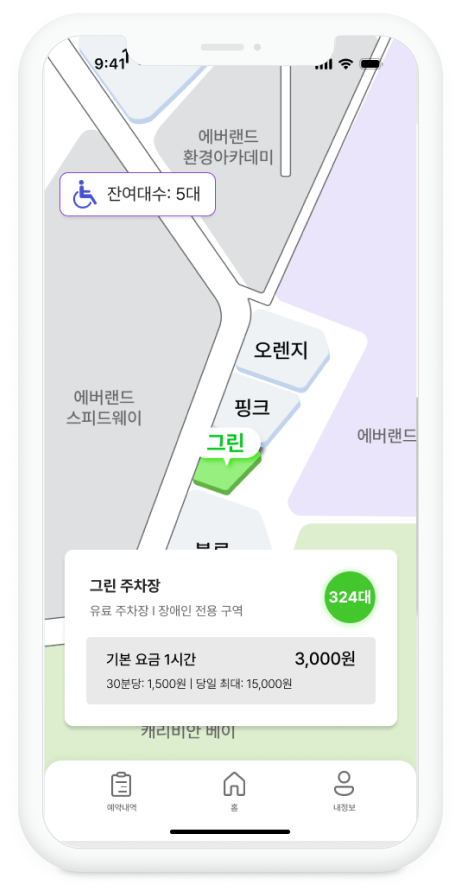 9:41
에버랜드
환경아카데미
잔여대수: 5대
오렌지
에버랜드
스피드웨이
핑크
에버랜드
그린
블루
그린 주차장
324대
유료 주차장 I 장애인 전용 구역
기본 요금 1시간
3,000원
30분당: 1,500원 | 당일 최대: 15,000원
캐리비안 베이
예약내역
홈
내정보